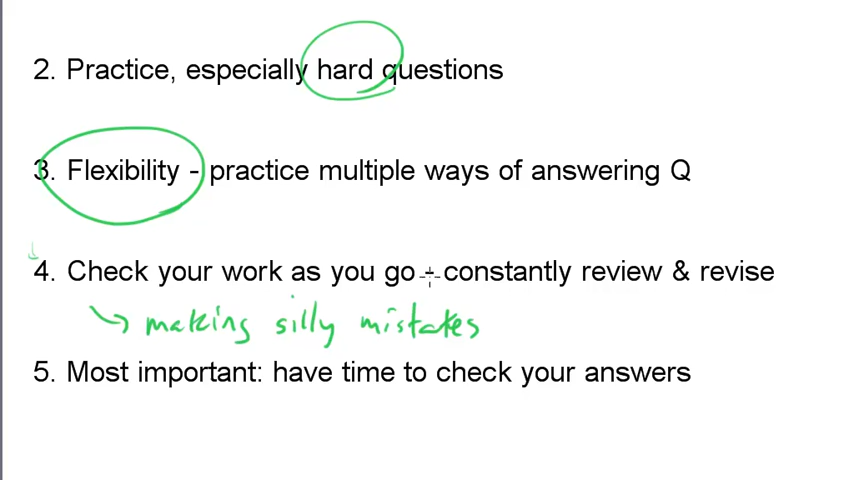 2. Practice, especially hard questions
3. Flexibility - practice multiple ways of answering Q
4. Check your work as you go - constantly review & revise
making silly mistakes
5. Most important: have time to check your answers